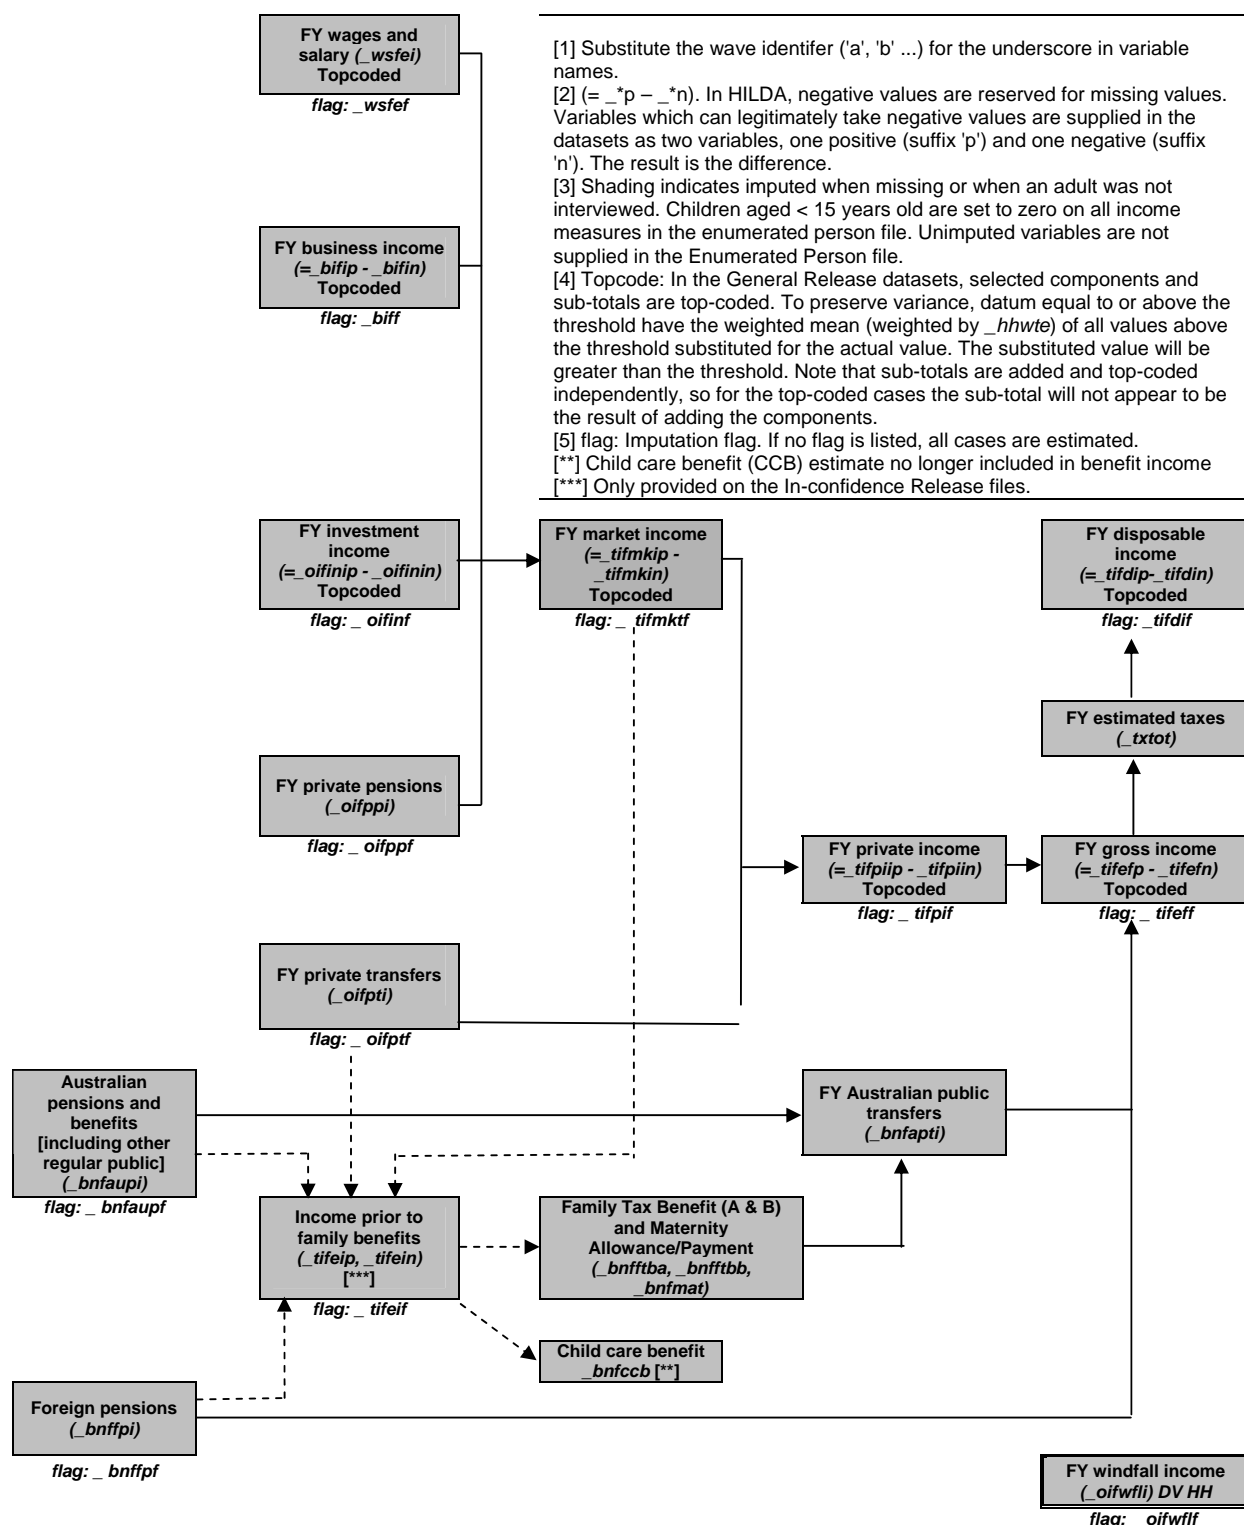 FY wages and
salary (_wsfei)
Topcoded
flag: _wsfef
[1] Substitute the wave identifer ('a', 'b' ...) for the underscore in variable
names.
[2] (= _*p – _*n). In HILDA, negative values are reserved for missing values.
Variables which can legitimately take negative values are supplied in the
datasets as two variables, one positive (suffix 'p') and one negative (suffix
'n'). The result is the difference.
[3] Shading indicates imputed when missing or when an adult was not
interviewed. Children aged < 15 years old are set to zero on all income
measures in the enumerated person file. Unimputed variables are not
supplied in the Enumerated Person file.
[4] Topcode: In the General Release datasets, selected components and
sub-totals are top-coded. To preserve variance, datum equal to or above the
threshold have the weighted mean (weighted by _hhwte) of all values above
the threshold substituted for the actual value. The substituted value will be
greater than the threshold. Note that sub-totals are added and top-coded
independently, so for the top-coded cases the sub-total will not appear to be
the result of adding the components.
[5] flag: Imputation flag. If no flag is listed, all cases are estimated.
[**] Child care benefit (CCB) estimate no longer included in benefit income
[***] Only provided on the In-confidence Release files.
FY business income
(=_bifip - _bifin)
Topcoded
flag: _biff
FY investment
income
(=_oifinip - _oifinin)
Topcoded
flag: _ oifinf
FY market income
(=_tifmkip -
_tifmkin)
Topcoded
flag: _ tifmktf
FY disposable
income
(=_tifdip-_tifdin)
Topcoded
flag: _tifdif
FY estimated taxes
(_txtot)
FY private pensions
(_oifppi)
flag: _ oifppf
FY private income
(=_tifpiip - _tifpiin)
Topcoded
flag: _ tifpif
FY gross income
(=_tifefp - _tifefn)
Topcoded
flag: _ tifeff
FY private transfers
(_oifpti)
flag: _ oifptf
Australian
pensions and
benefits
[including other
regular public]
(_bnfaupi)
flag: _ bnfaupf
FY Australian public
transfers
(_bnfapti)
Income prior to
family benefits
(_tifeip, _tifein)
[***]
flag: _ tifeif
Family Tax Benefit (A & B)
and Maternity
Allowance/Payment
(_bnfftba, _bnfftbb,
_bnfmat)
Child care benefit
_bnfccb [**]
Foreign pensions
(_bnffpi)
flag: _ bnffpf
FY windfall income
(_oifwfli) DV HH
flag: _ oifwflf